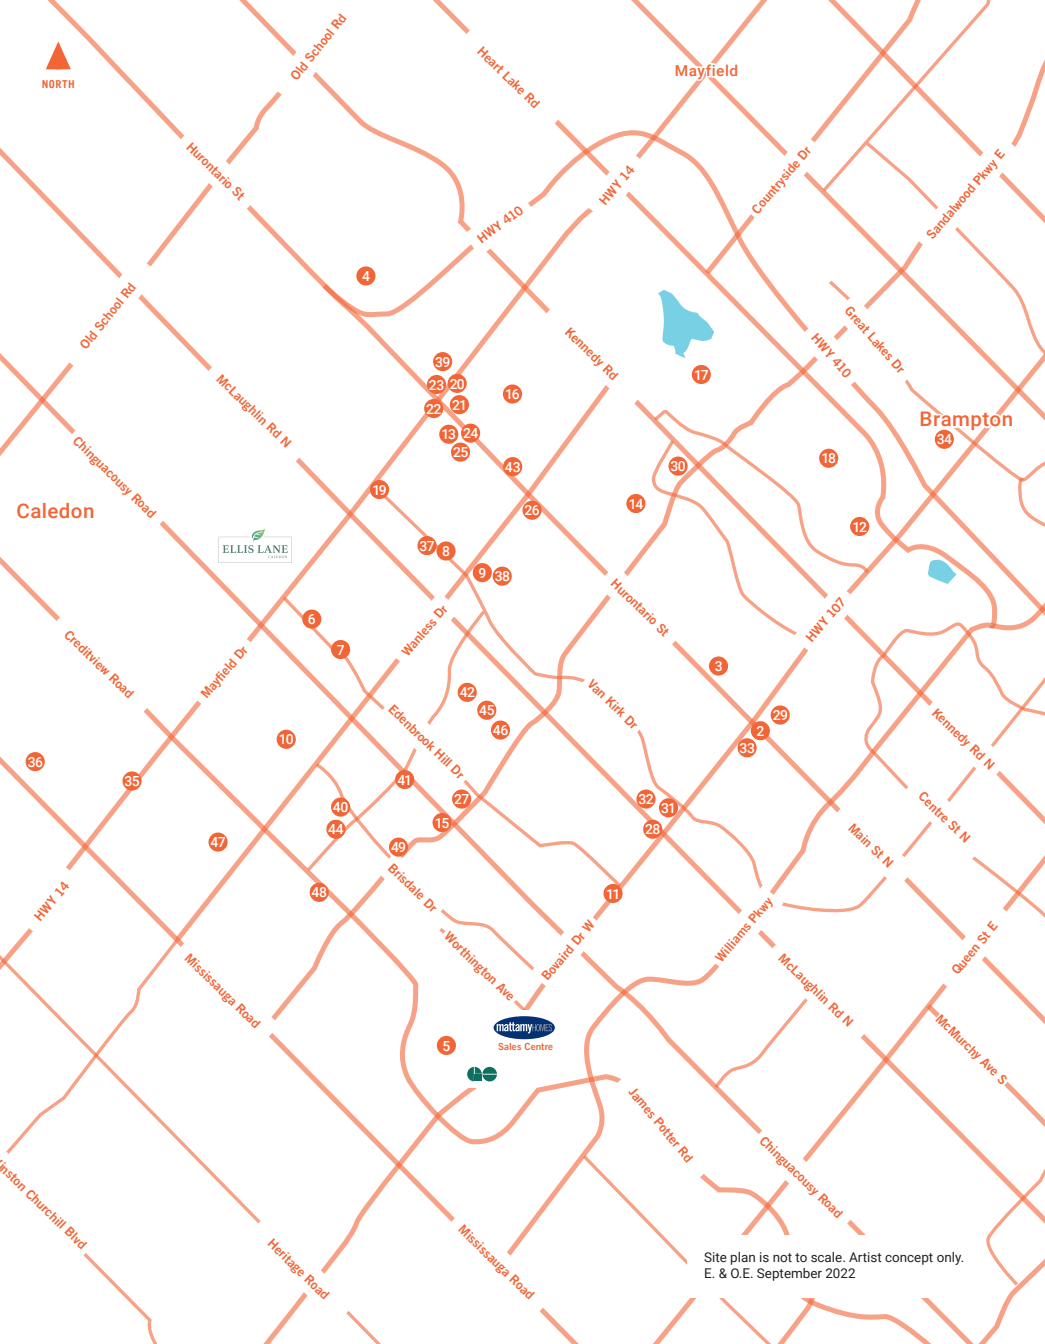 Old School Rd
NORTH
Heart Lake Rd
Mayfield
Hurontario St
HWY 14
Countryside Dr
Sandalwood Pkwy E
HWY 410
4
Old School Rd
Kennedy Rd
HWY 410
Great Lakes Dr
39
23
20
16
17
22
21
McLaughlin Rd N
Brampton
34
13
24
25
43
30
18
Chinguacousy Road
19
14
26
12
Caledon
ELLIS LANE
CALEDON
37
8
9
38
Hurontario St
HWY 107
6
Wanless Dr
7
Creditview Road
Mayfield Dr
3
42
Van Kirk Dr
45
46
29
2
33
10
Edenbrook Hill Dr
Kennedy Rd N
36
35
41
40
27
32
31
Centre St N
15
44
28
47
49
Main St N
48
Brisdale Dr
11
HWY 14
Williams Pkwy
Bovaird Dr W
Queen St E
Worthington Ave
Mississauga Road
McLaughlin Rd N
mattamyHOMES
Sales Centre
McMurchy Ave S
5
James Potter Rd
Chinguacousy Road
inston Churchill Blvd
Heritage Road
Mississauga Road
Site plan is not to scale. Artist concept only.
E. & O.E. September 2022